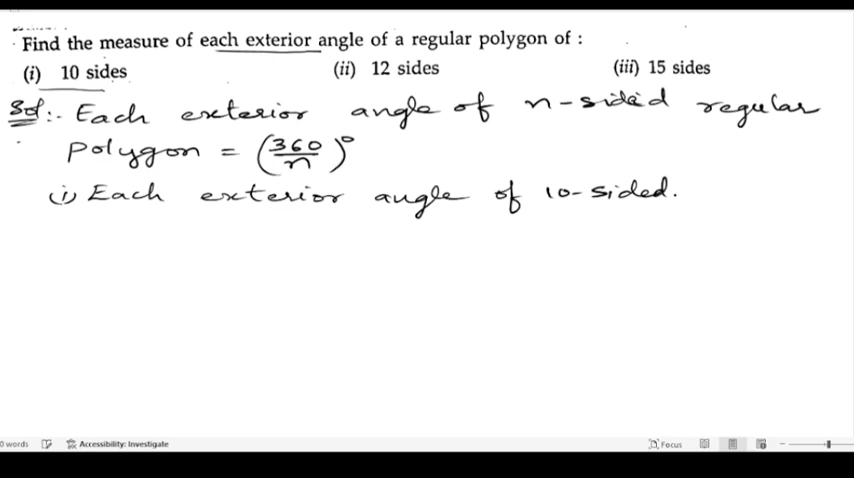 Find the measure of each exterior angle of a regular polygon of :
(i) 10 sides (ii) 12 sides (iii) 15 sides
Sol:- Each exterior angle of n-sided regular
polygon = (360/n)°
(i) Each exterior angle of 10-sided.
0 words Accessibility: Investigate Focus